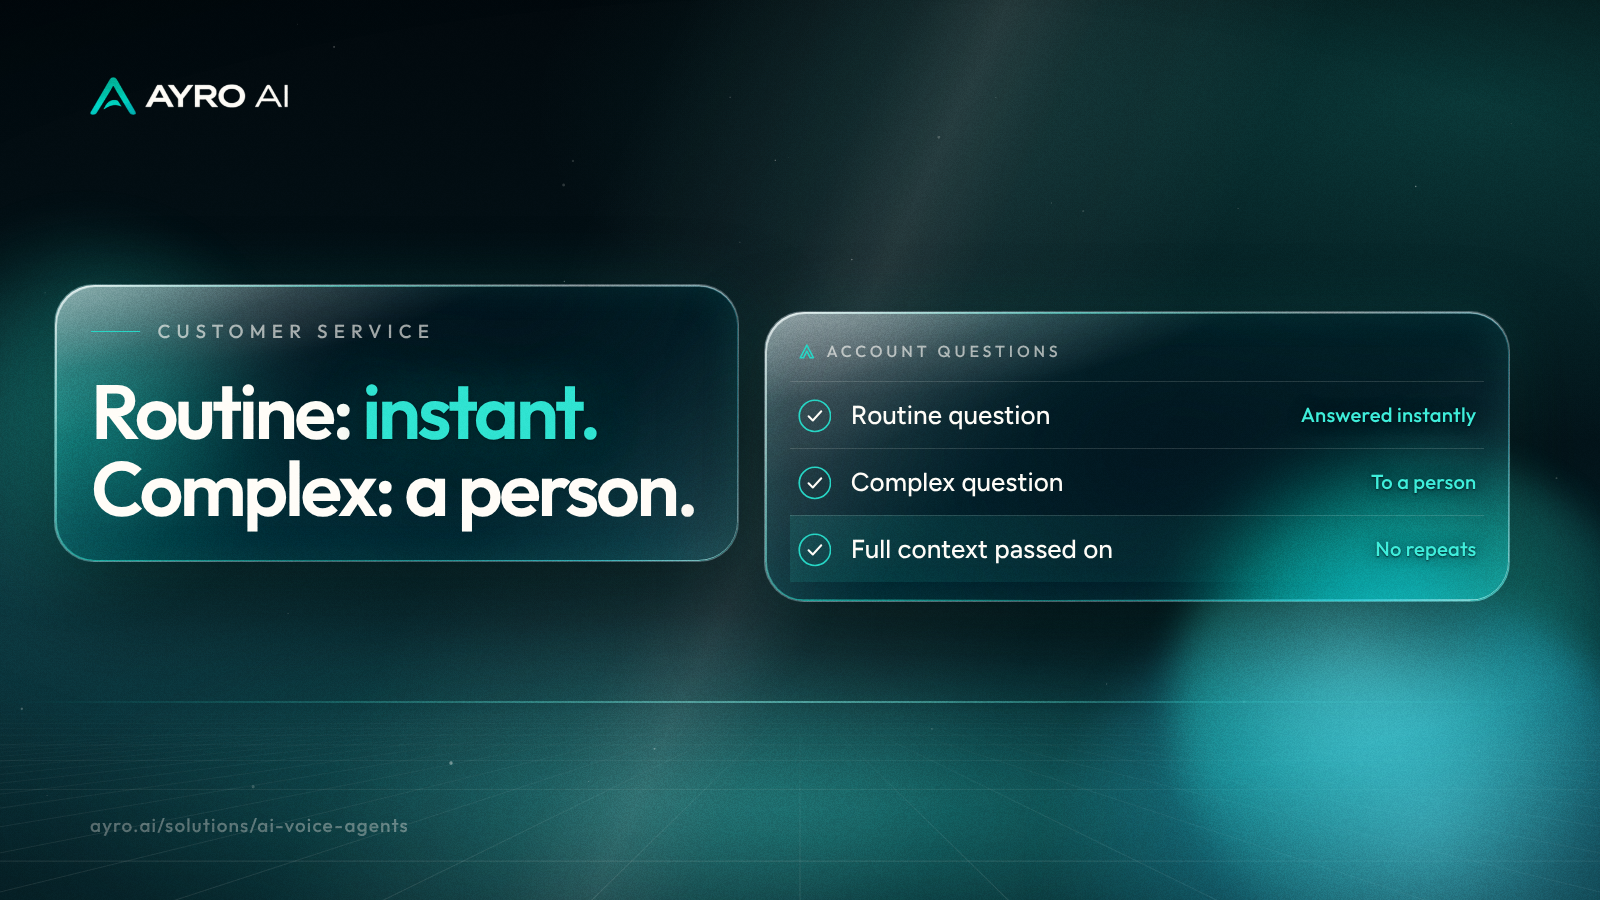 AYRO AI
CUSTOMER SERVICE
Routine: instant.
Complex: a person.
ACCOUNT QUESTIONS
Routine question Answered instantly
Complex question To a person
Full context passed on No repeats
ayro.ai/solutions/ai-voice-agents